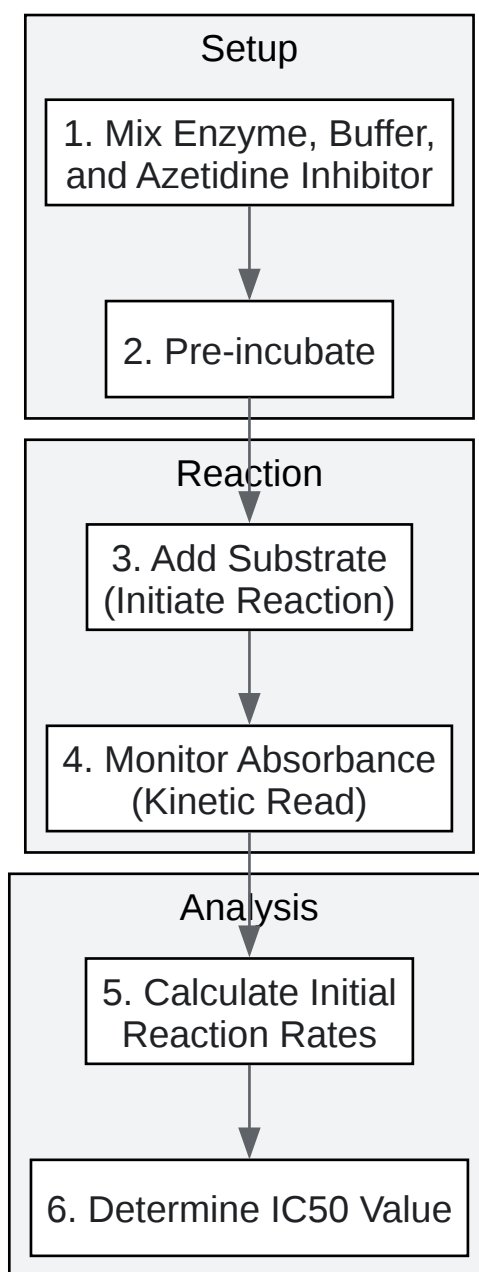 Setup
1. Mix Enzyme, Buffer,
and Azetidine Inhibitor
2. Pre-incubate
Reaction
3. Add Substrate
(Initiate Reaction)
4. Monitor Absorbance
(Kinetic Read)
Analysis
5. Calculate Initial
Reaction Rates
6. Determine IC50 Value